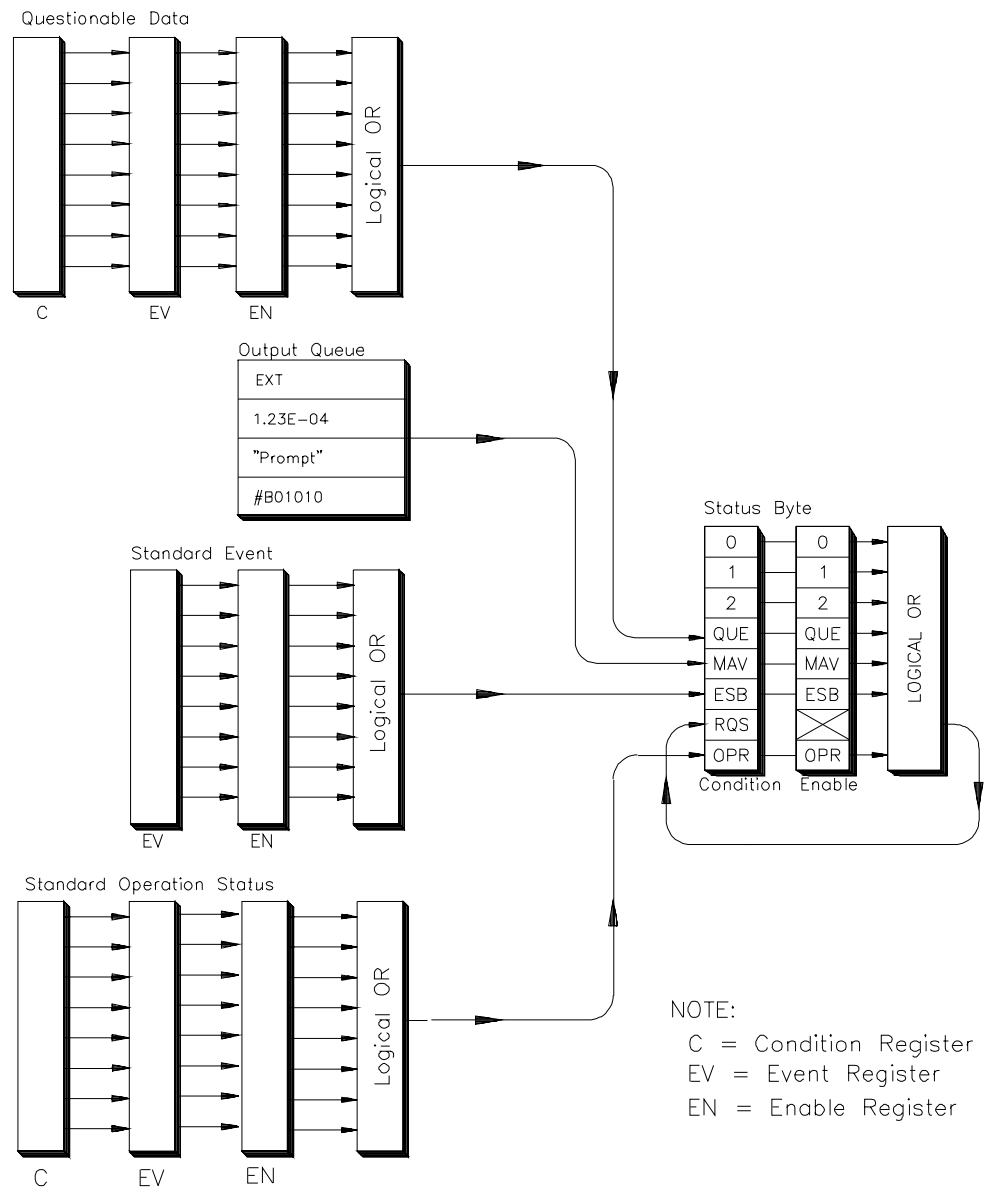 Questionable Data
Logical OR
C
EV
EN
Output Queue
EXT
1.23E-04
"Prompt"
#B01010
Standard Event
Logical OR
EV
EN
Status Byte
0
1
2
QUE
MAV
ESB
RQS
OPR
0
1
2
QUE
MAV
ESB
OPR
LOGICAL OR
Condition
Enable
Standard Operation Status
Logical OR
C
EV
EN
NOTE:
C = Condition Register
EV = Event Register
EN = Enable Register